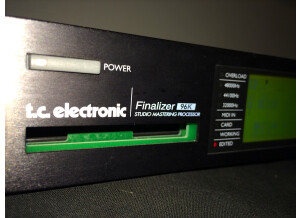 POWER
t.c. electronic
Finalizer 96K
STUDIO MASTERING PROCESSOR
OVERLOAD
48000Hz
44100Hz
32000Hz
MIDI IN
CARD
WORKING
EDITED